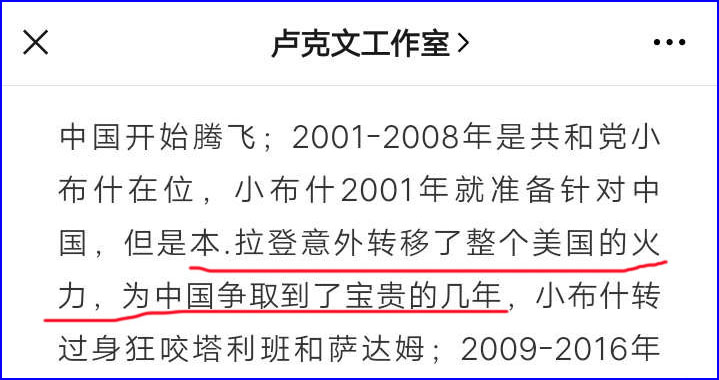 卢克文工作室
中国开始腾飞；2001-2008年是共和党小
布什在位，小布什2001年就准备针对中
国，但是本.拉登意外转移了整个美国的火
力，为中国争取到了宝贵的几年，小布什转
过身狂咬塔利班和萨达姆；2009-2016年